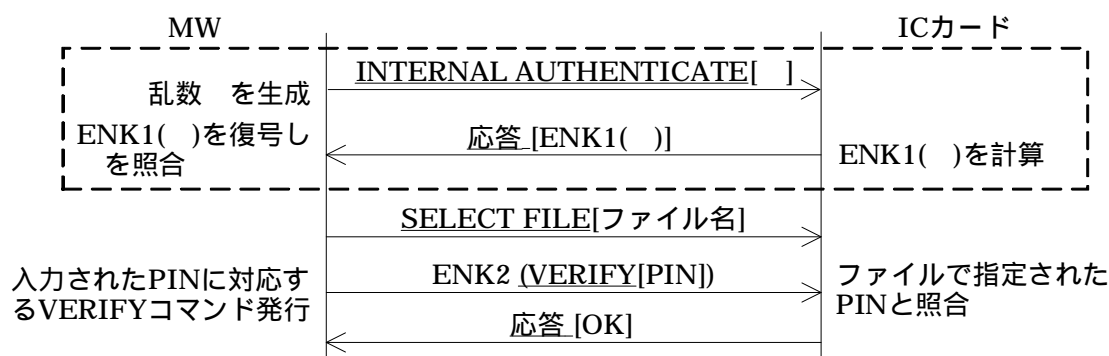 MW
ICカード
INTERNAL AUTHENTICATE[ ]
乱数 を生成
ENK1( )を復号し
を照合
応答 [ENK1( )]
ENK1( )を計算
SELECT FILE[ファイル名]
入力されたPINに対応す
るVERIFYコマンド発行
ENK2 (VERIFY[PIN])
ファイルで指定された
PINと照合
応答 [OK]